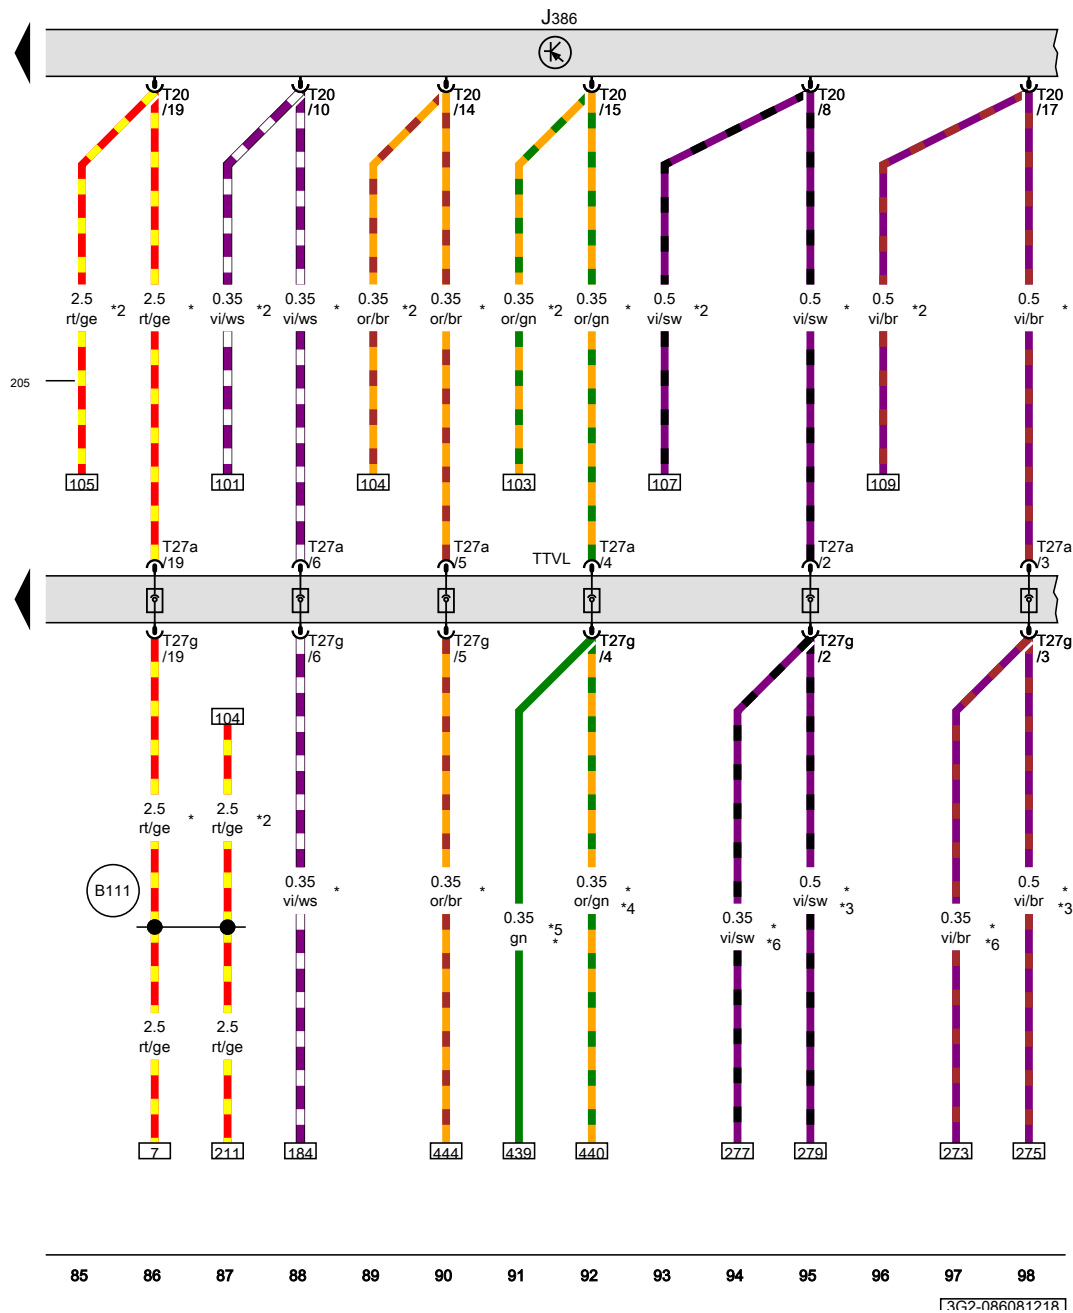 J386
T20 /19
T20 /10
T20 /14
T20 /15
T20 /8
T20 /17
2.5 rt/ge *2
2.5 rt/ge *
0.35 vi/ws *2
0.35 vi/ws *
0.35 or/br *2
0.35 or/br *
0.35 or/gn *2
0.35 or/gn *
0.5 vi/sw *2
0.5 vi/sw *
0.5 vi/br *2
0.5 vi/br *
205
105
101
104
103
107
109
T27a /19
T27a /6
T27a /5
TTVL
T27a /4
T27a /2
T27a /3
T27g /19
T27g /6
T27g /5
T27g /4
T27g /2
T27g /3
104
2.5 rt/ge *
2.5 rt/ge *2
B111
0.35 vi/ws *
0.35 or/br *
0.35 gn *5 *
0.35 or/gn * *4
0.35 vi/sw * *6
0.5 vi/sw * *3
0.35 vi/br * *6
0.5 vi/br * *3
2.5 rt/ge
2.5 rt/ge
7
211
184
444
439
440
277
279
273
275
85 86 87 88 89 90 91 92 93 94 95 96 97 98
3G2-086081218